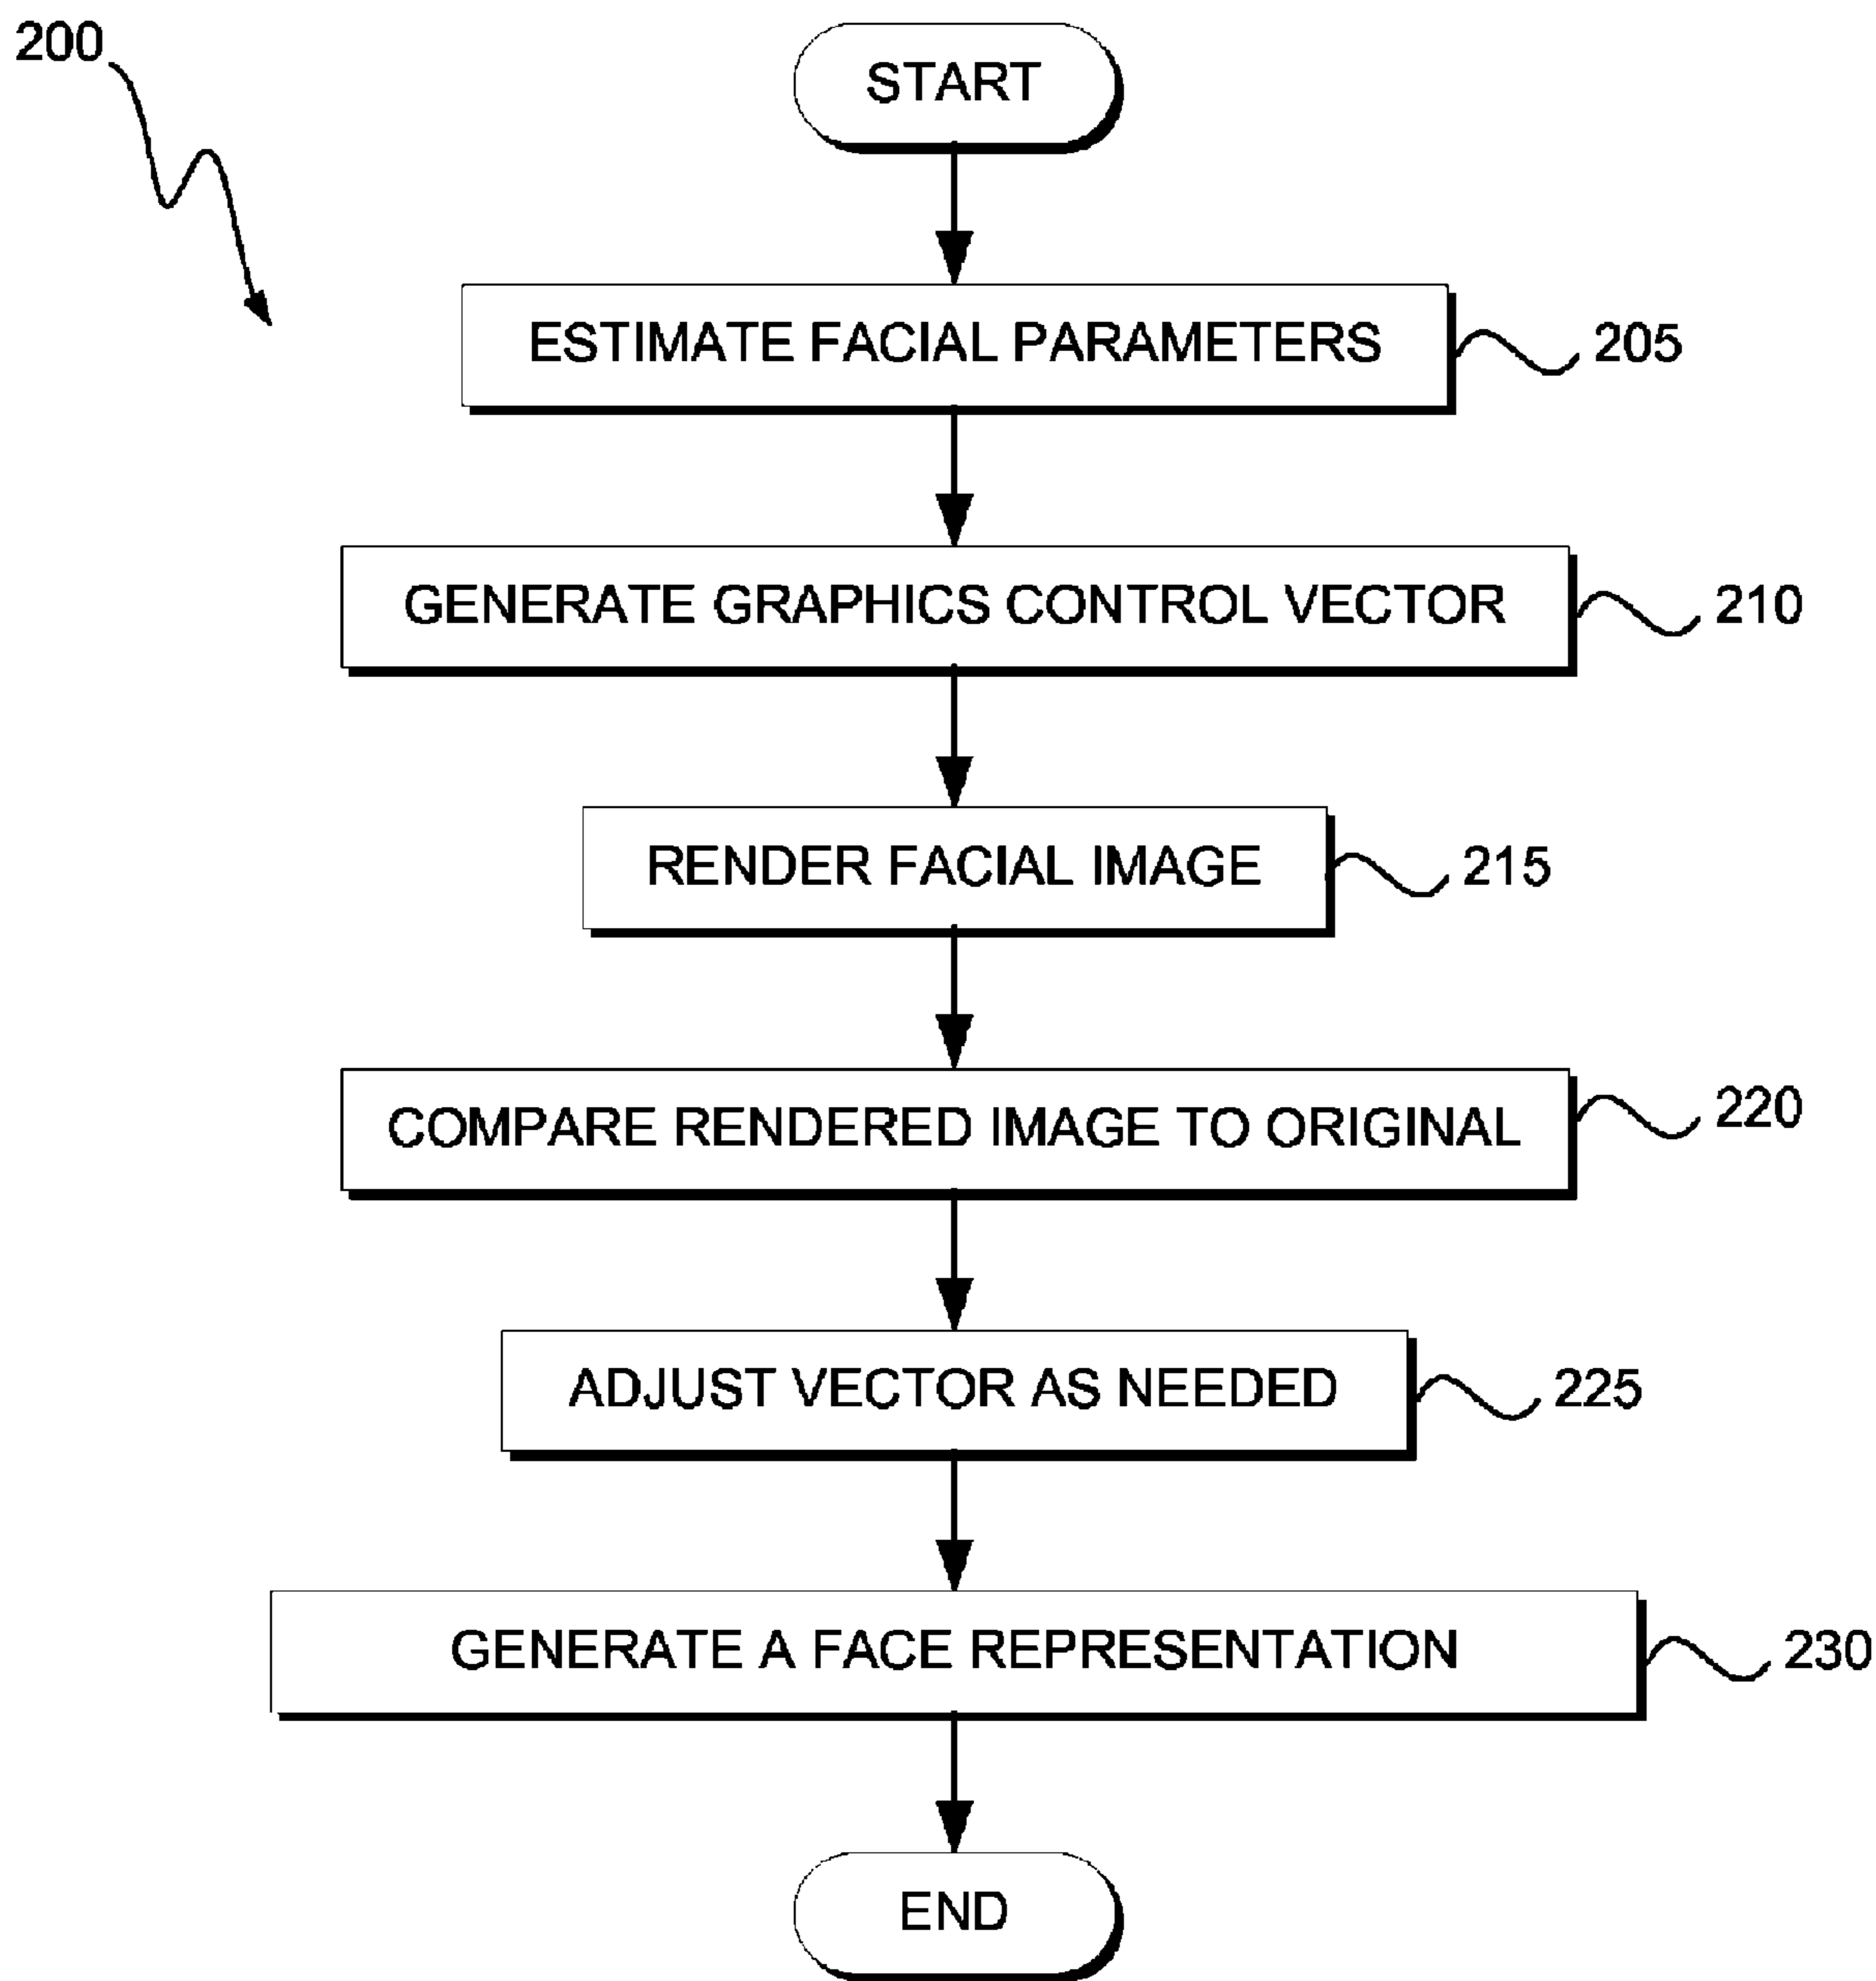 200
START
ESTIMATE FACIAL PARAMETERS
205
GENERATE GRAPHICS CONTROL VECTOR
210
RENDER FACIAL IMAGE
215
COMPARE RENDERED IMAGE TO ORIGINAL
220
ADJUST VECTOR AS NEEDED
225
GENERATE A FACE REPRESENTATION
230
END